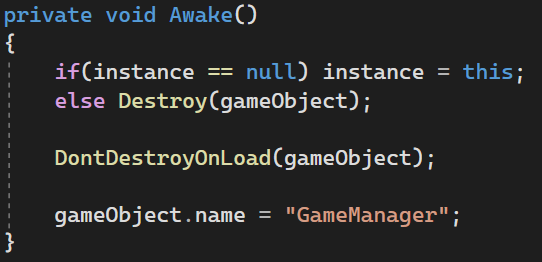 private void Awake()
{
if(instance == null) instance = this;
else Destroy(gameObject);
DontDestroyOnLoad(gameObject);
gameObject.name = "GameManager";
}